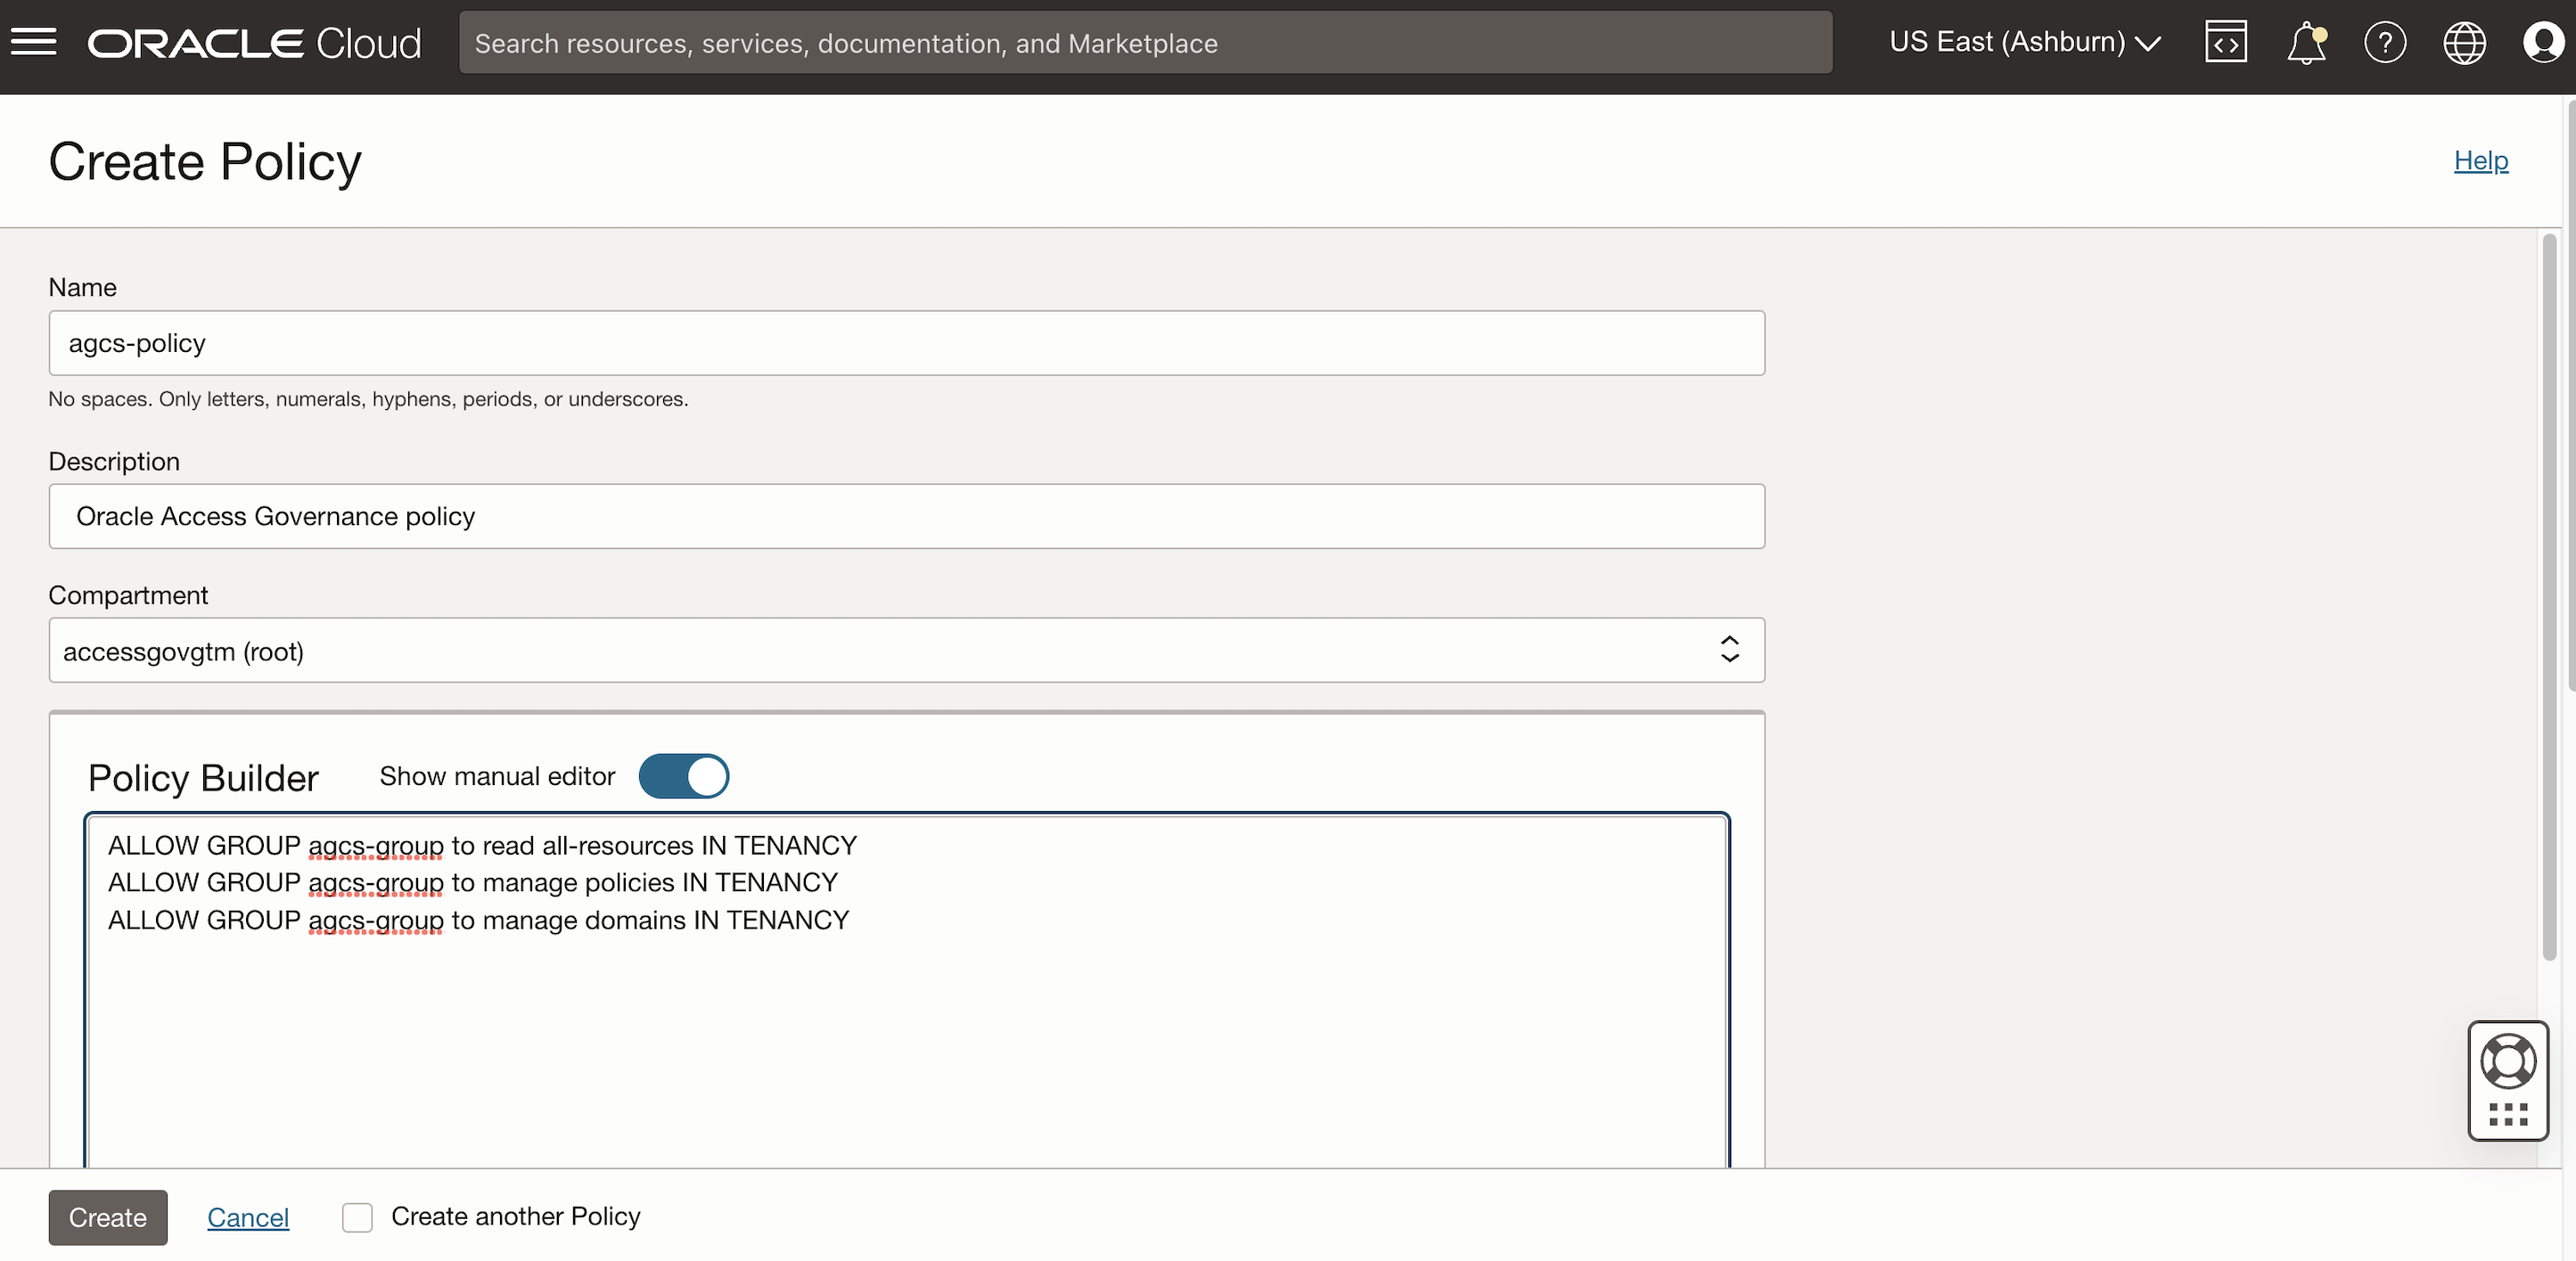 ORACLE Cloud
Search resources, services, documentation, and Marketplace
US East (Ashburn)
Create Policy
Help
Name
agcs-policy
No spaces. Only letters, numerals, hyphens, periods, or underscores.
Description
Oracle Access Governance policy
Compartment
accessgovgtm (root)
Policy Builder
Show manual editor
ALLOW GROUP agcs-group to read all-resources IN TENANCY
ALLOW GROUP agcs-group to manage policies IN TENANCY
ALLOW GROUP agcs-group to manage domains IN TENANCY
Create
Cancel
Create another Policy